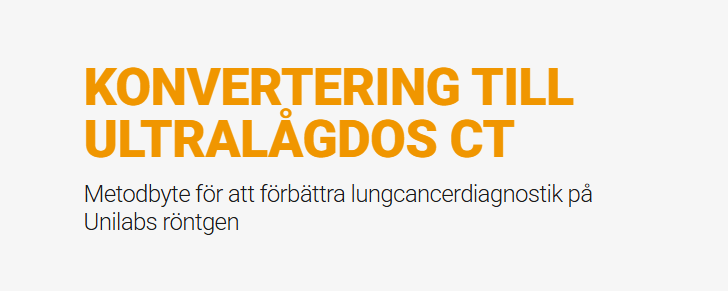 KONVERTERING TILL
ULTRALÅGDOS CT
Metodbyte för att förbättra lungcancerdiagnostik på
Unilabs röntgen